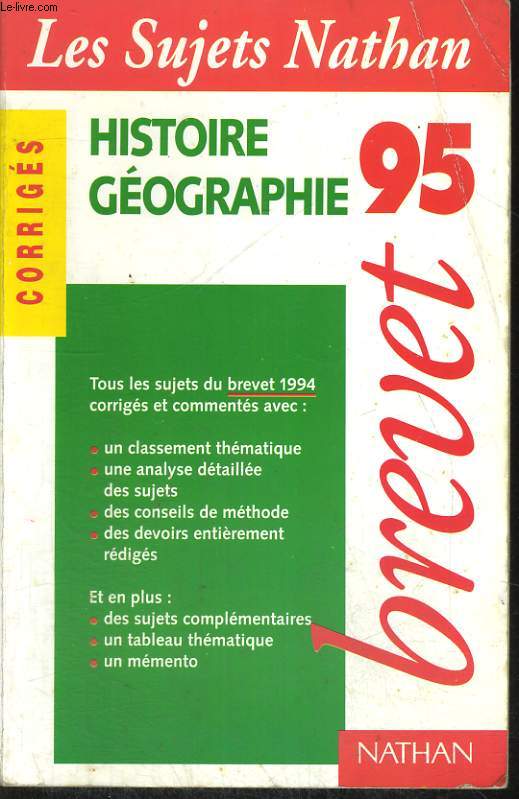 Le-livre.com
Les Sujets Nathan
CORRIGÉS
HISTOIRE
GÉOGRAPHIE
95
brevet
Tous les sujets du brevet 1994
corrigés et commentés avec :
• un classement thématique
• une analyse détaillée
des sujets
• des conseils de méthode
• des devoirs entièrement
rédigés
Et en plus :
• des sujets complémentaires
• un tableau thématique
• un mémento
NATHAN